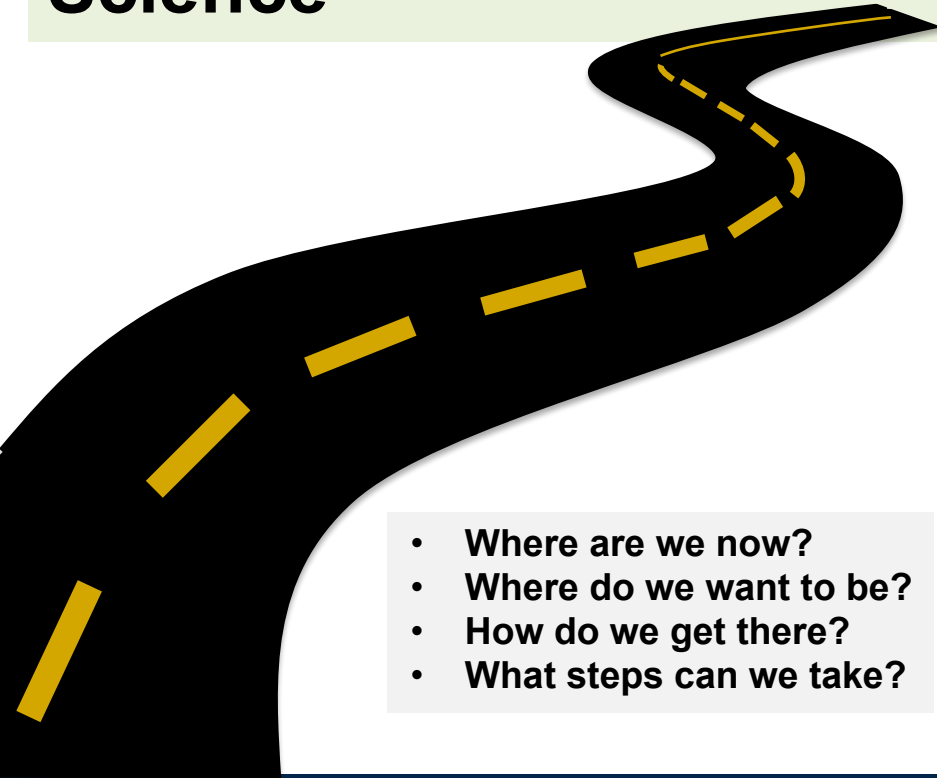 Science
• Where are we now?
• Where do we want to be?
• How do we get there?
• What steps can we take?